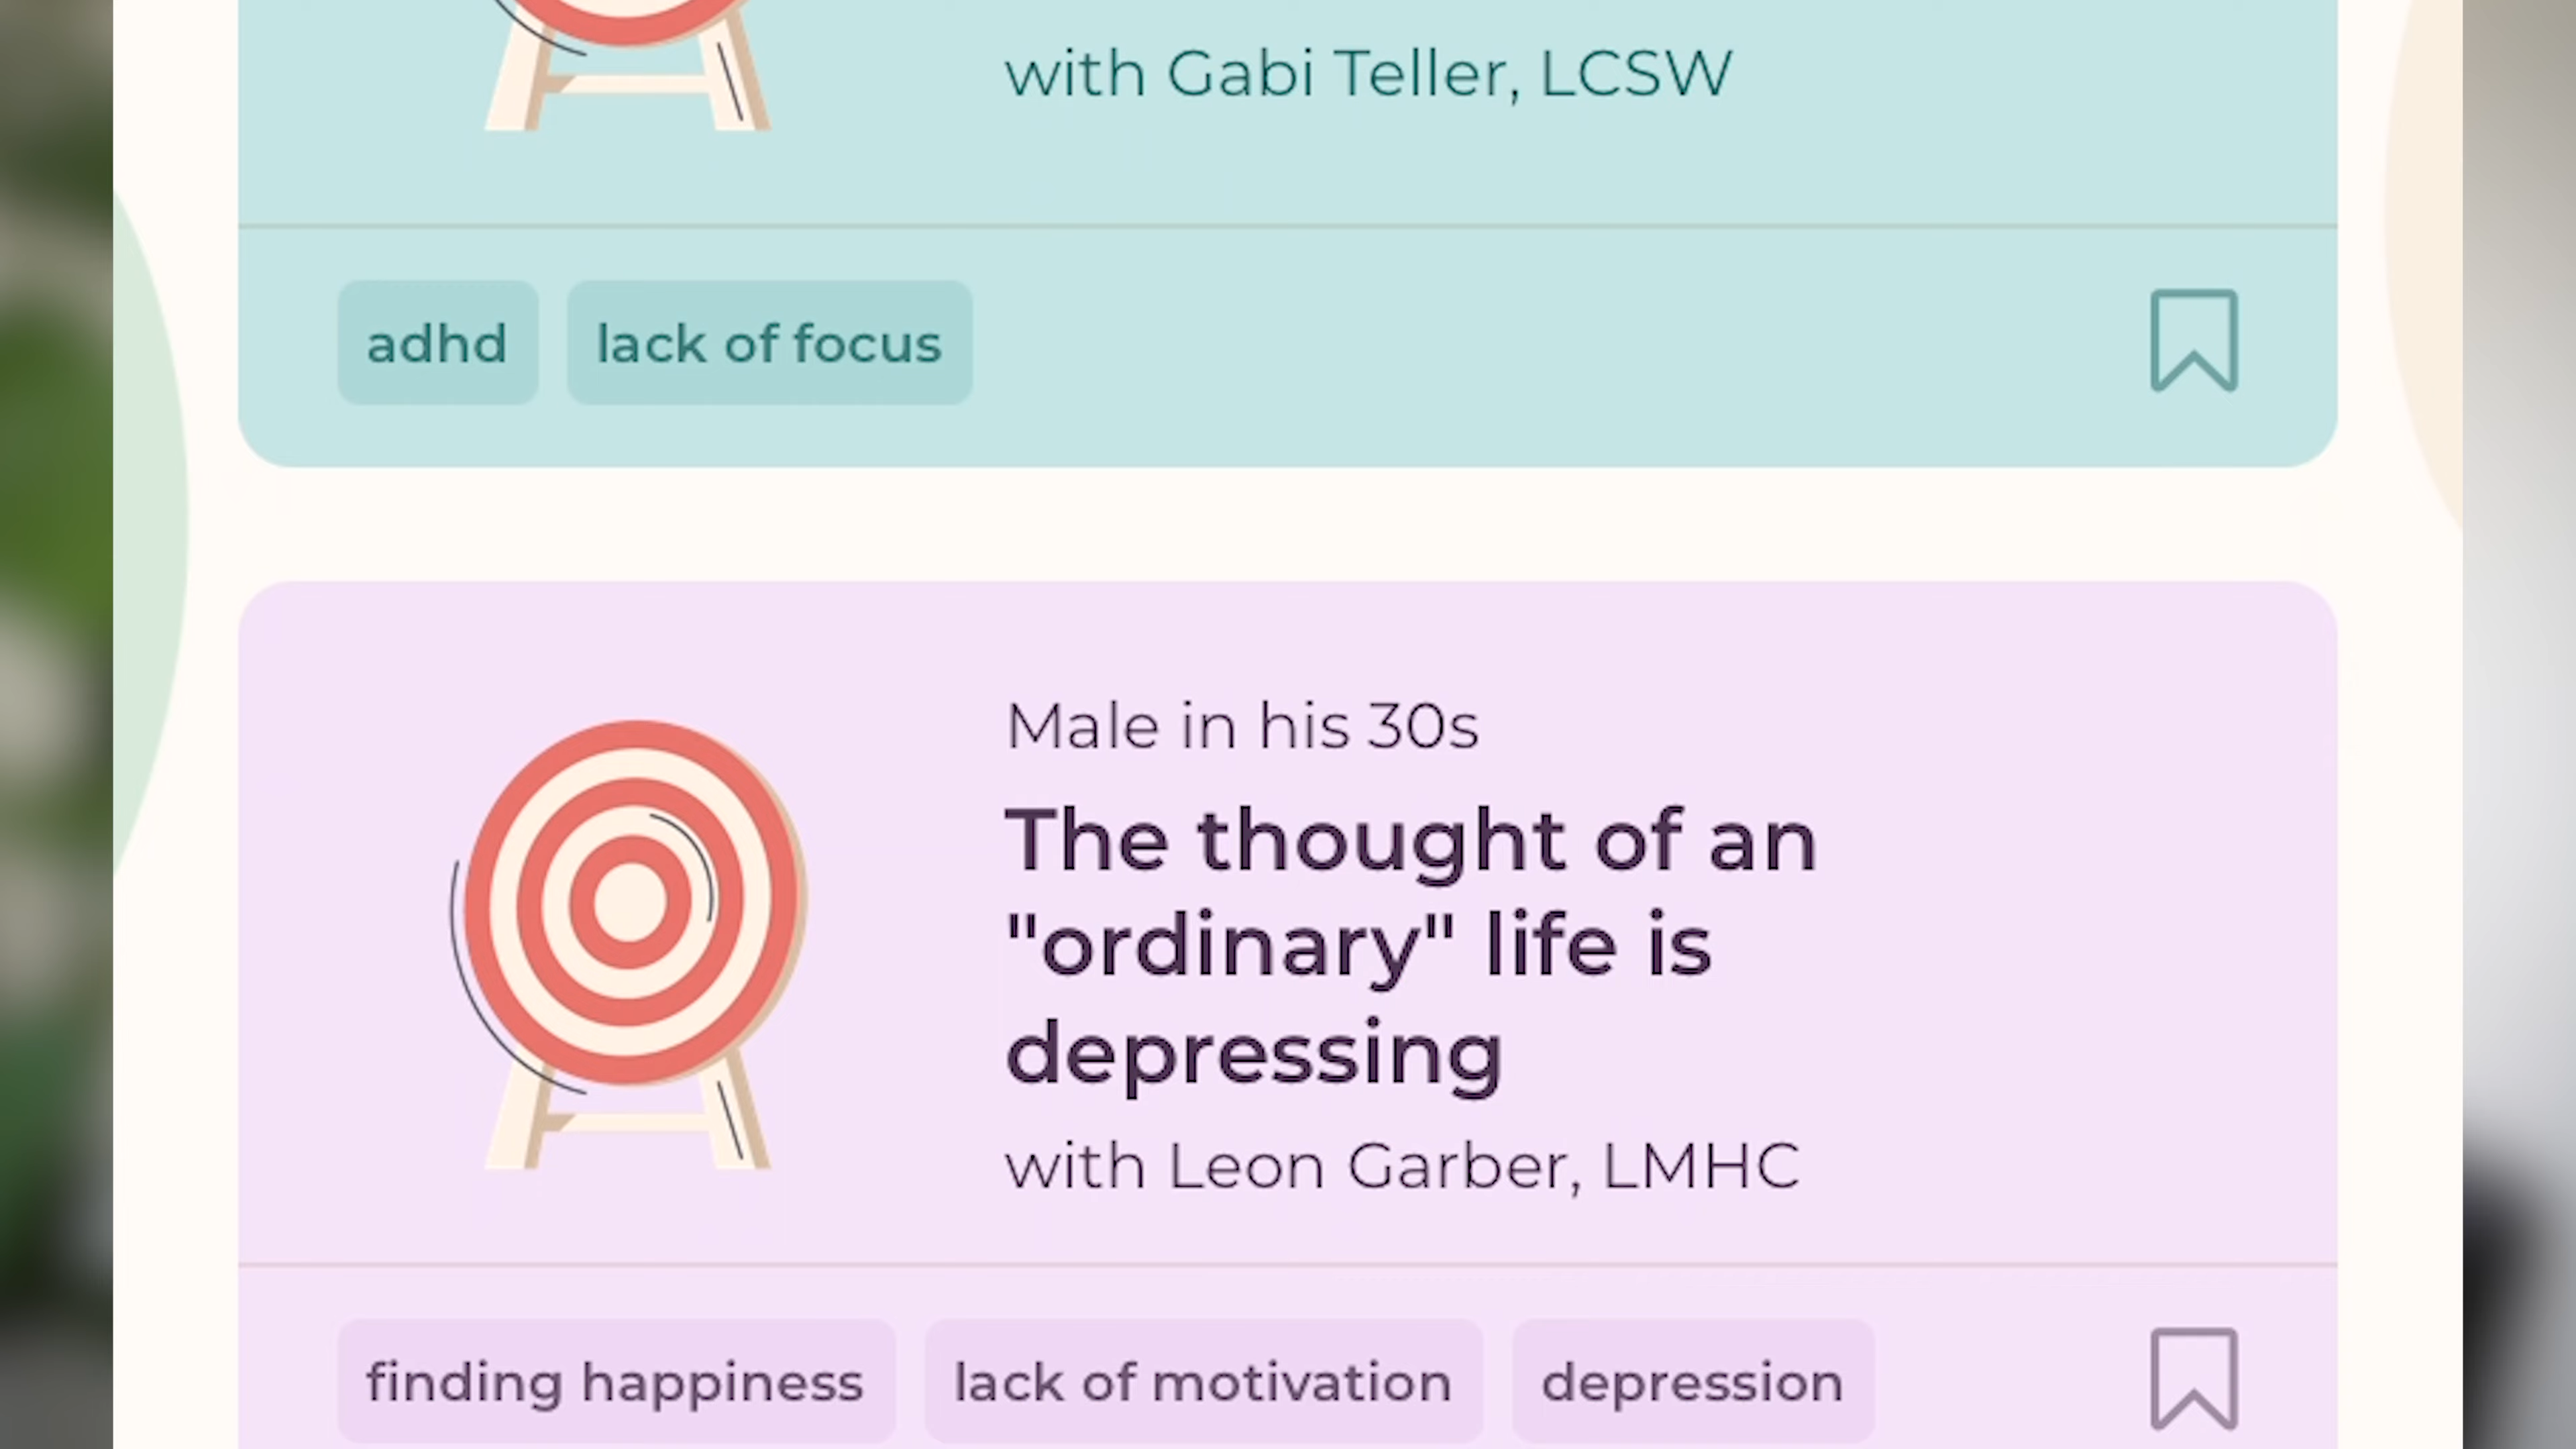 with Gabi Teller, LCSW
adhd
lack of focus
Male in his 30s
The thought of an
"ordinary" life is
depressing
with Leon Garber, LMHC
finding happiness
lack of motivation
depression